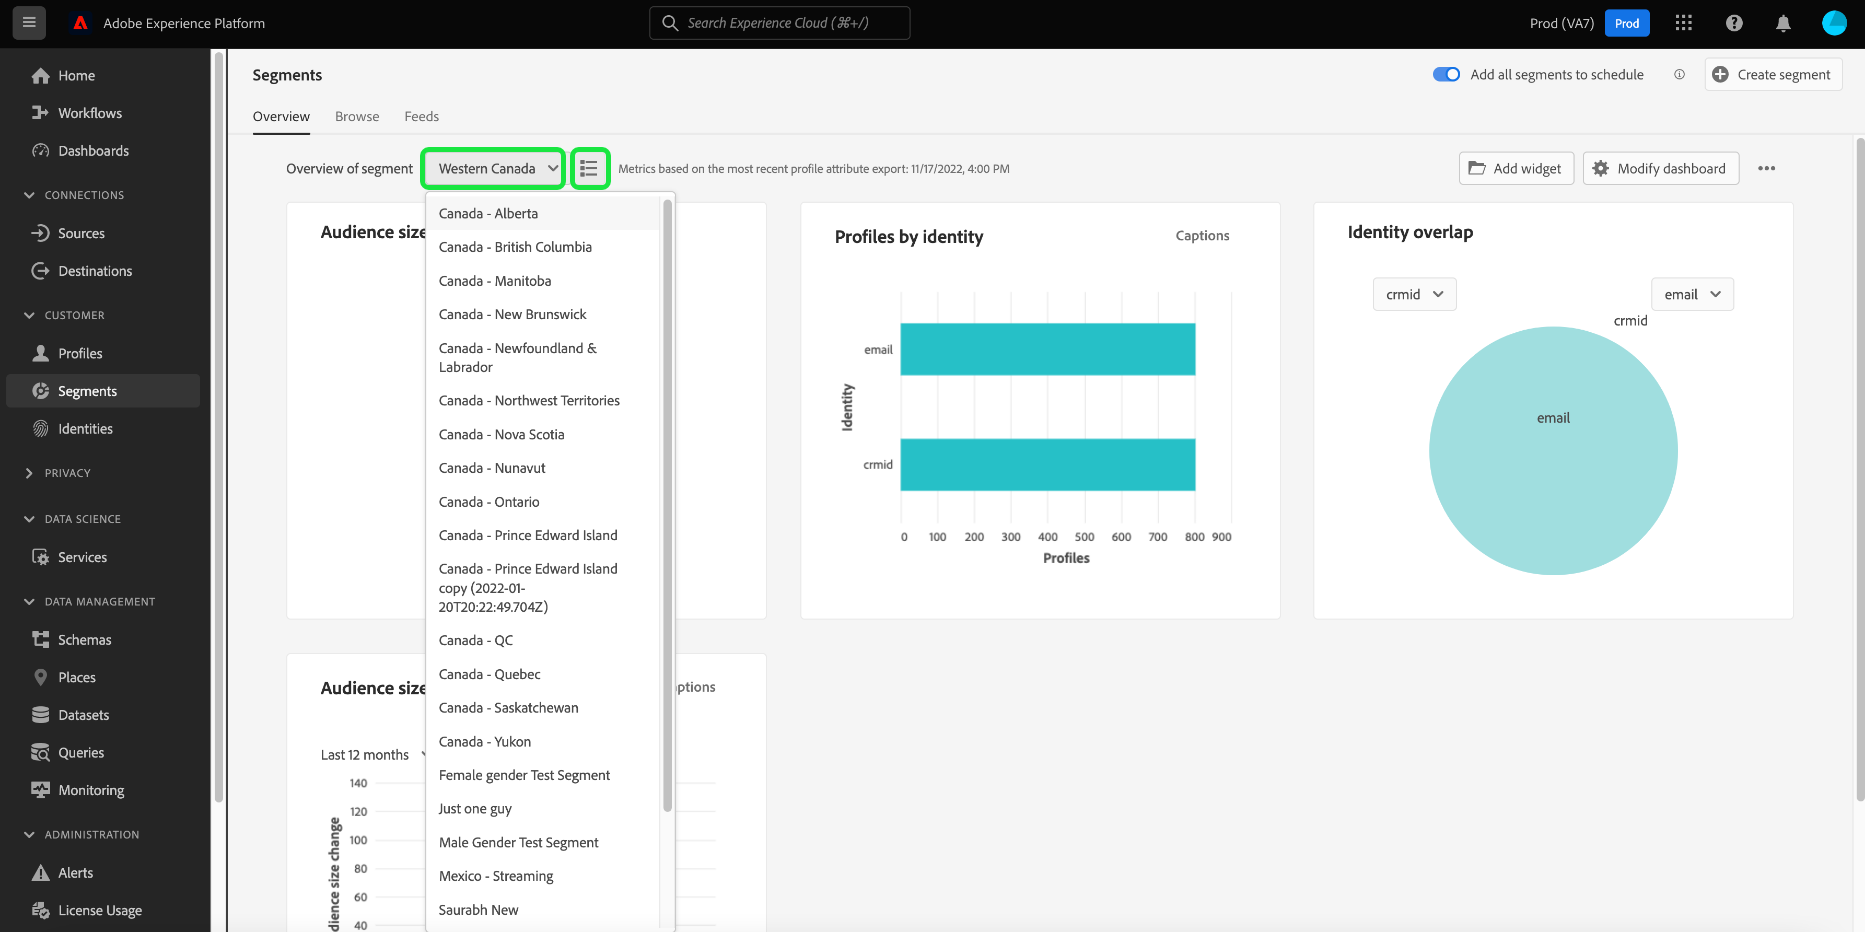 Adobe Experience Platform
Search Experience Cloud (⌘+/)
Prod (VA7)
Prod
Home
Workflows
Dashboards
CONNECTIONS
Sources
Destinations
CUSTOMER
Profiles
Segments
Identities
PRIVACY
DATA SCIENCE
Services
DATA MANAGEMENT
Schemas
Places
Datasets
Queries
Monitoring
ADMINISTRATION
Alerts
License Usage
Segments
Add all segments to schedule
Create segment
Overview
Browse
Feeds
Overview of segment
Western Canada
Metrics based on the most recent profile attribute export: 11/17/2022, 4:00 PM
Add widget
Modify dashboard
Canada - Alberta
Canada - British Columbia
Canada - Manitoba
Canada - New Brunswick
Canada - Newfoundland &
Labrador
Canada - Northwest Territories
Canada - Nova Scotia
Canada - Nunavut
Canada - Ontario
Canada - Prince Edward Island
Canada - Prince Edward Island
copy (2022-01-
20T20:22:49.704Z)
Canada - QC
Canada - Quebec
Canada - Saskatchewan
Canada - Yukon
Female gender Test Segment
Just one guy
Male Gender Test Segment
Mexico - Streaming
Saurabh New
Audience size
Profiles by identity
Captions
Identity
email
crmid
0 100 200 300 400 500 600 700 800 900
Profiles
Identity overlap
crmid
email
crmid
email
Audience size
ptions
Last 12 months
dience size change
140
120
100
80
60
40